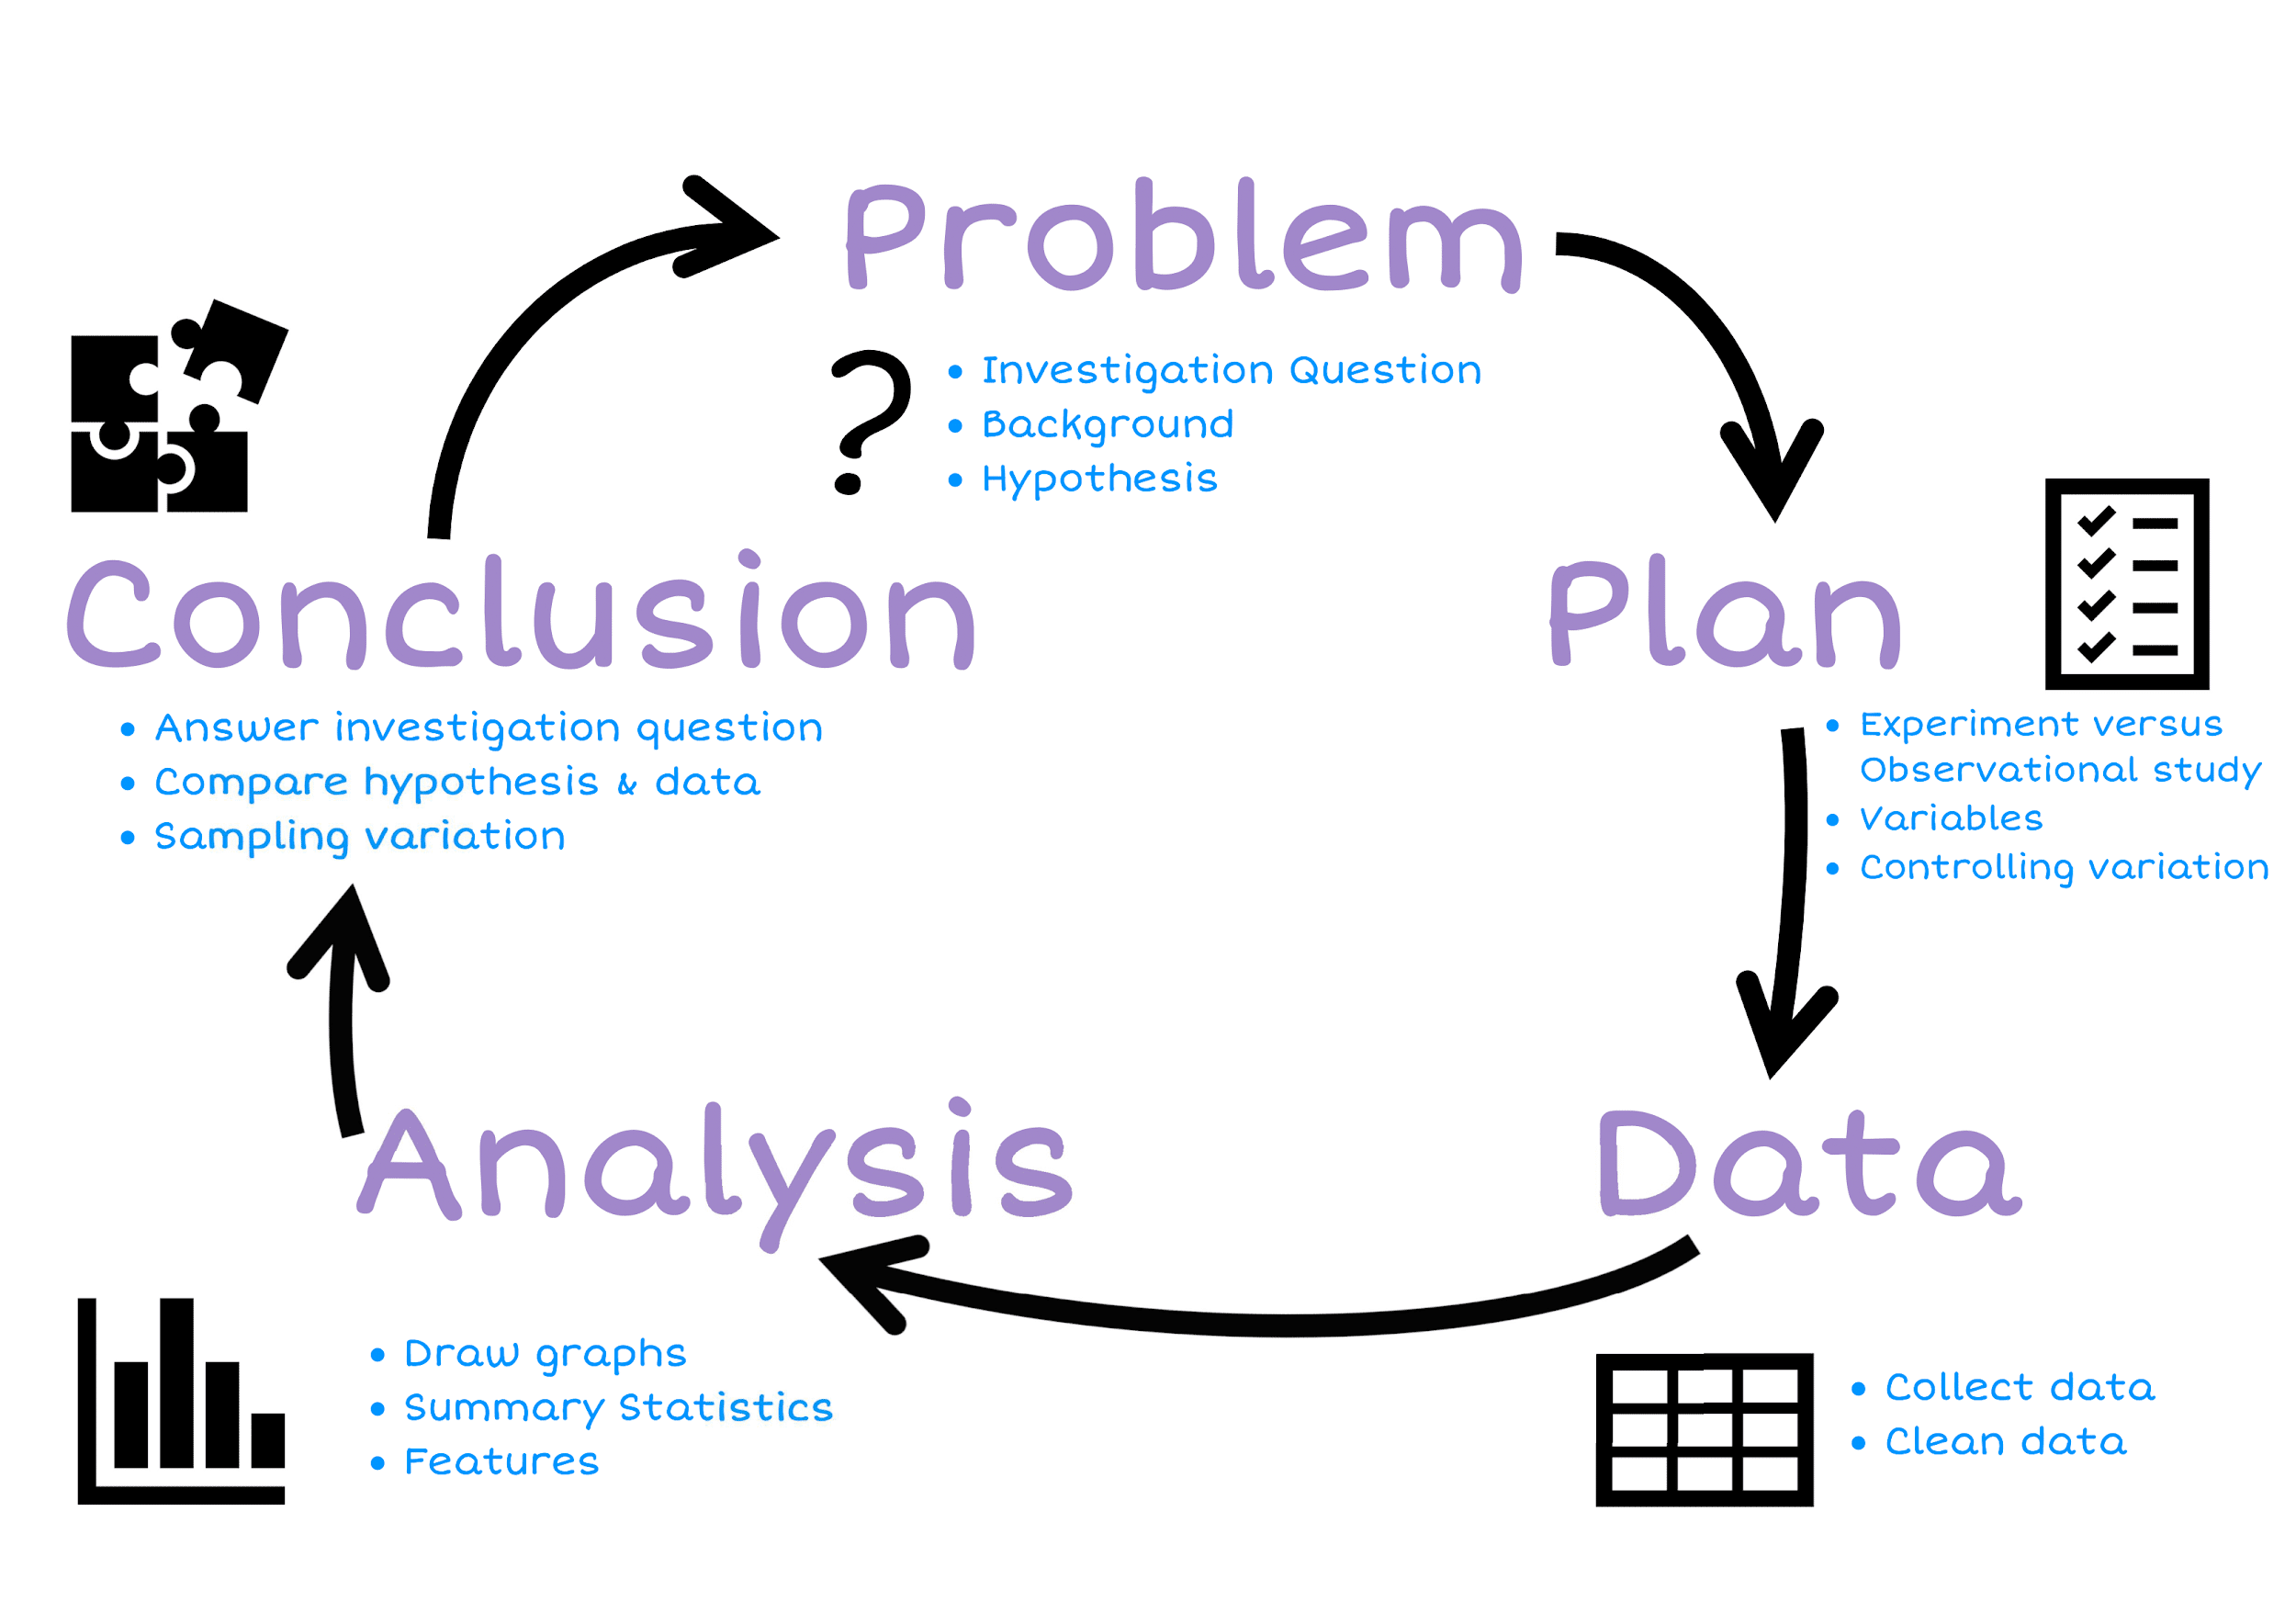 Problem
Investigation Question
Background
Hypothesis
Plan
Experiment versus
Observational study
Variables
Controlling variation
Data
Collect data
Clean data
Analysis
Draw graphs
Summary Statistics
Features
Conclusion
Answer investigation question
Compare hypothesis & data
Sampling variation